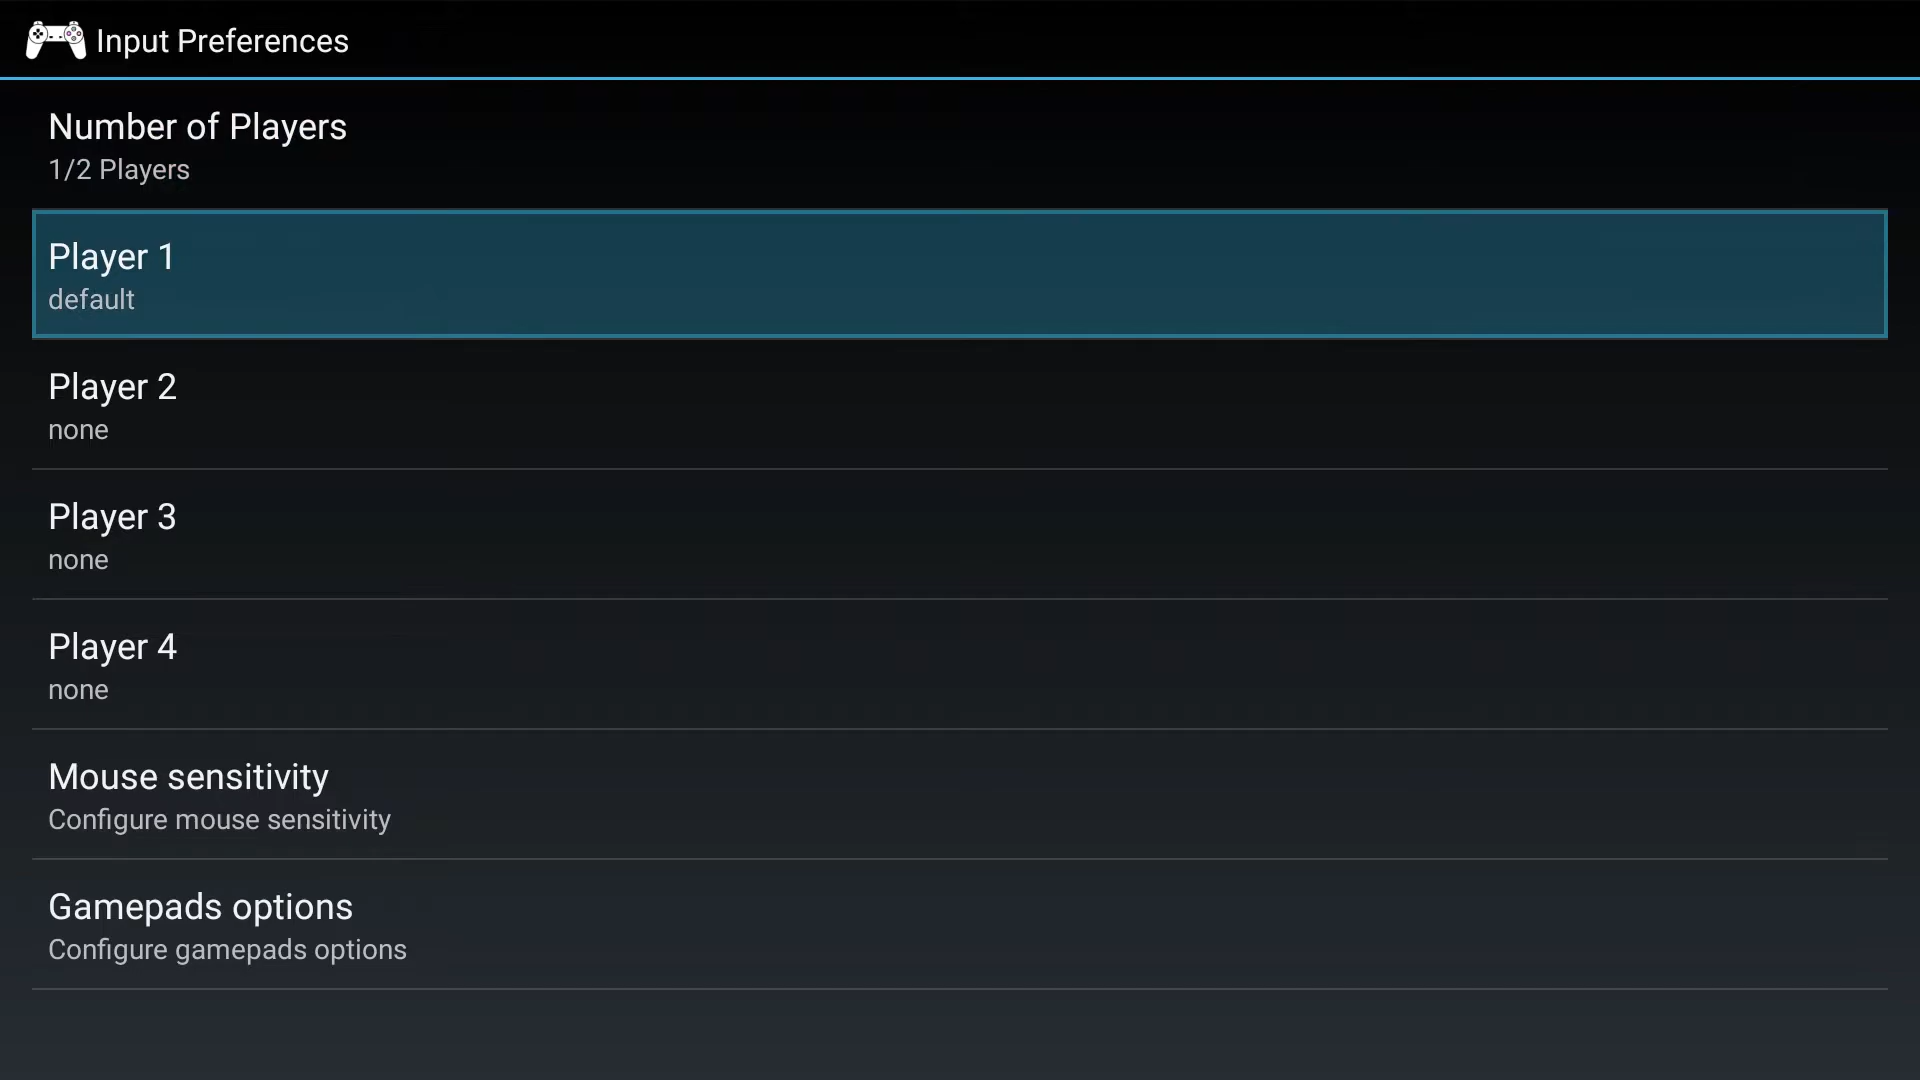 Input Preferences
Number of Players
1/2 Players
Player 1
default
Player 2
none
Player 3
none
Player 4
none
Mouse sensitivity
Configure mouse sensitivity
Gamepads options
Configure gamepads options